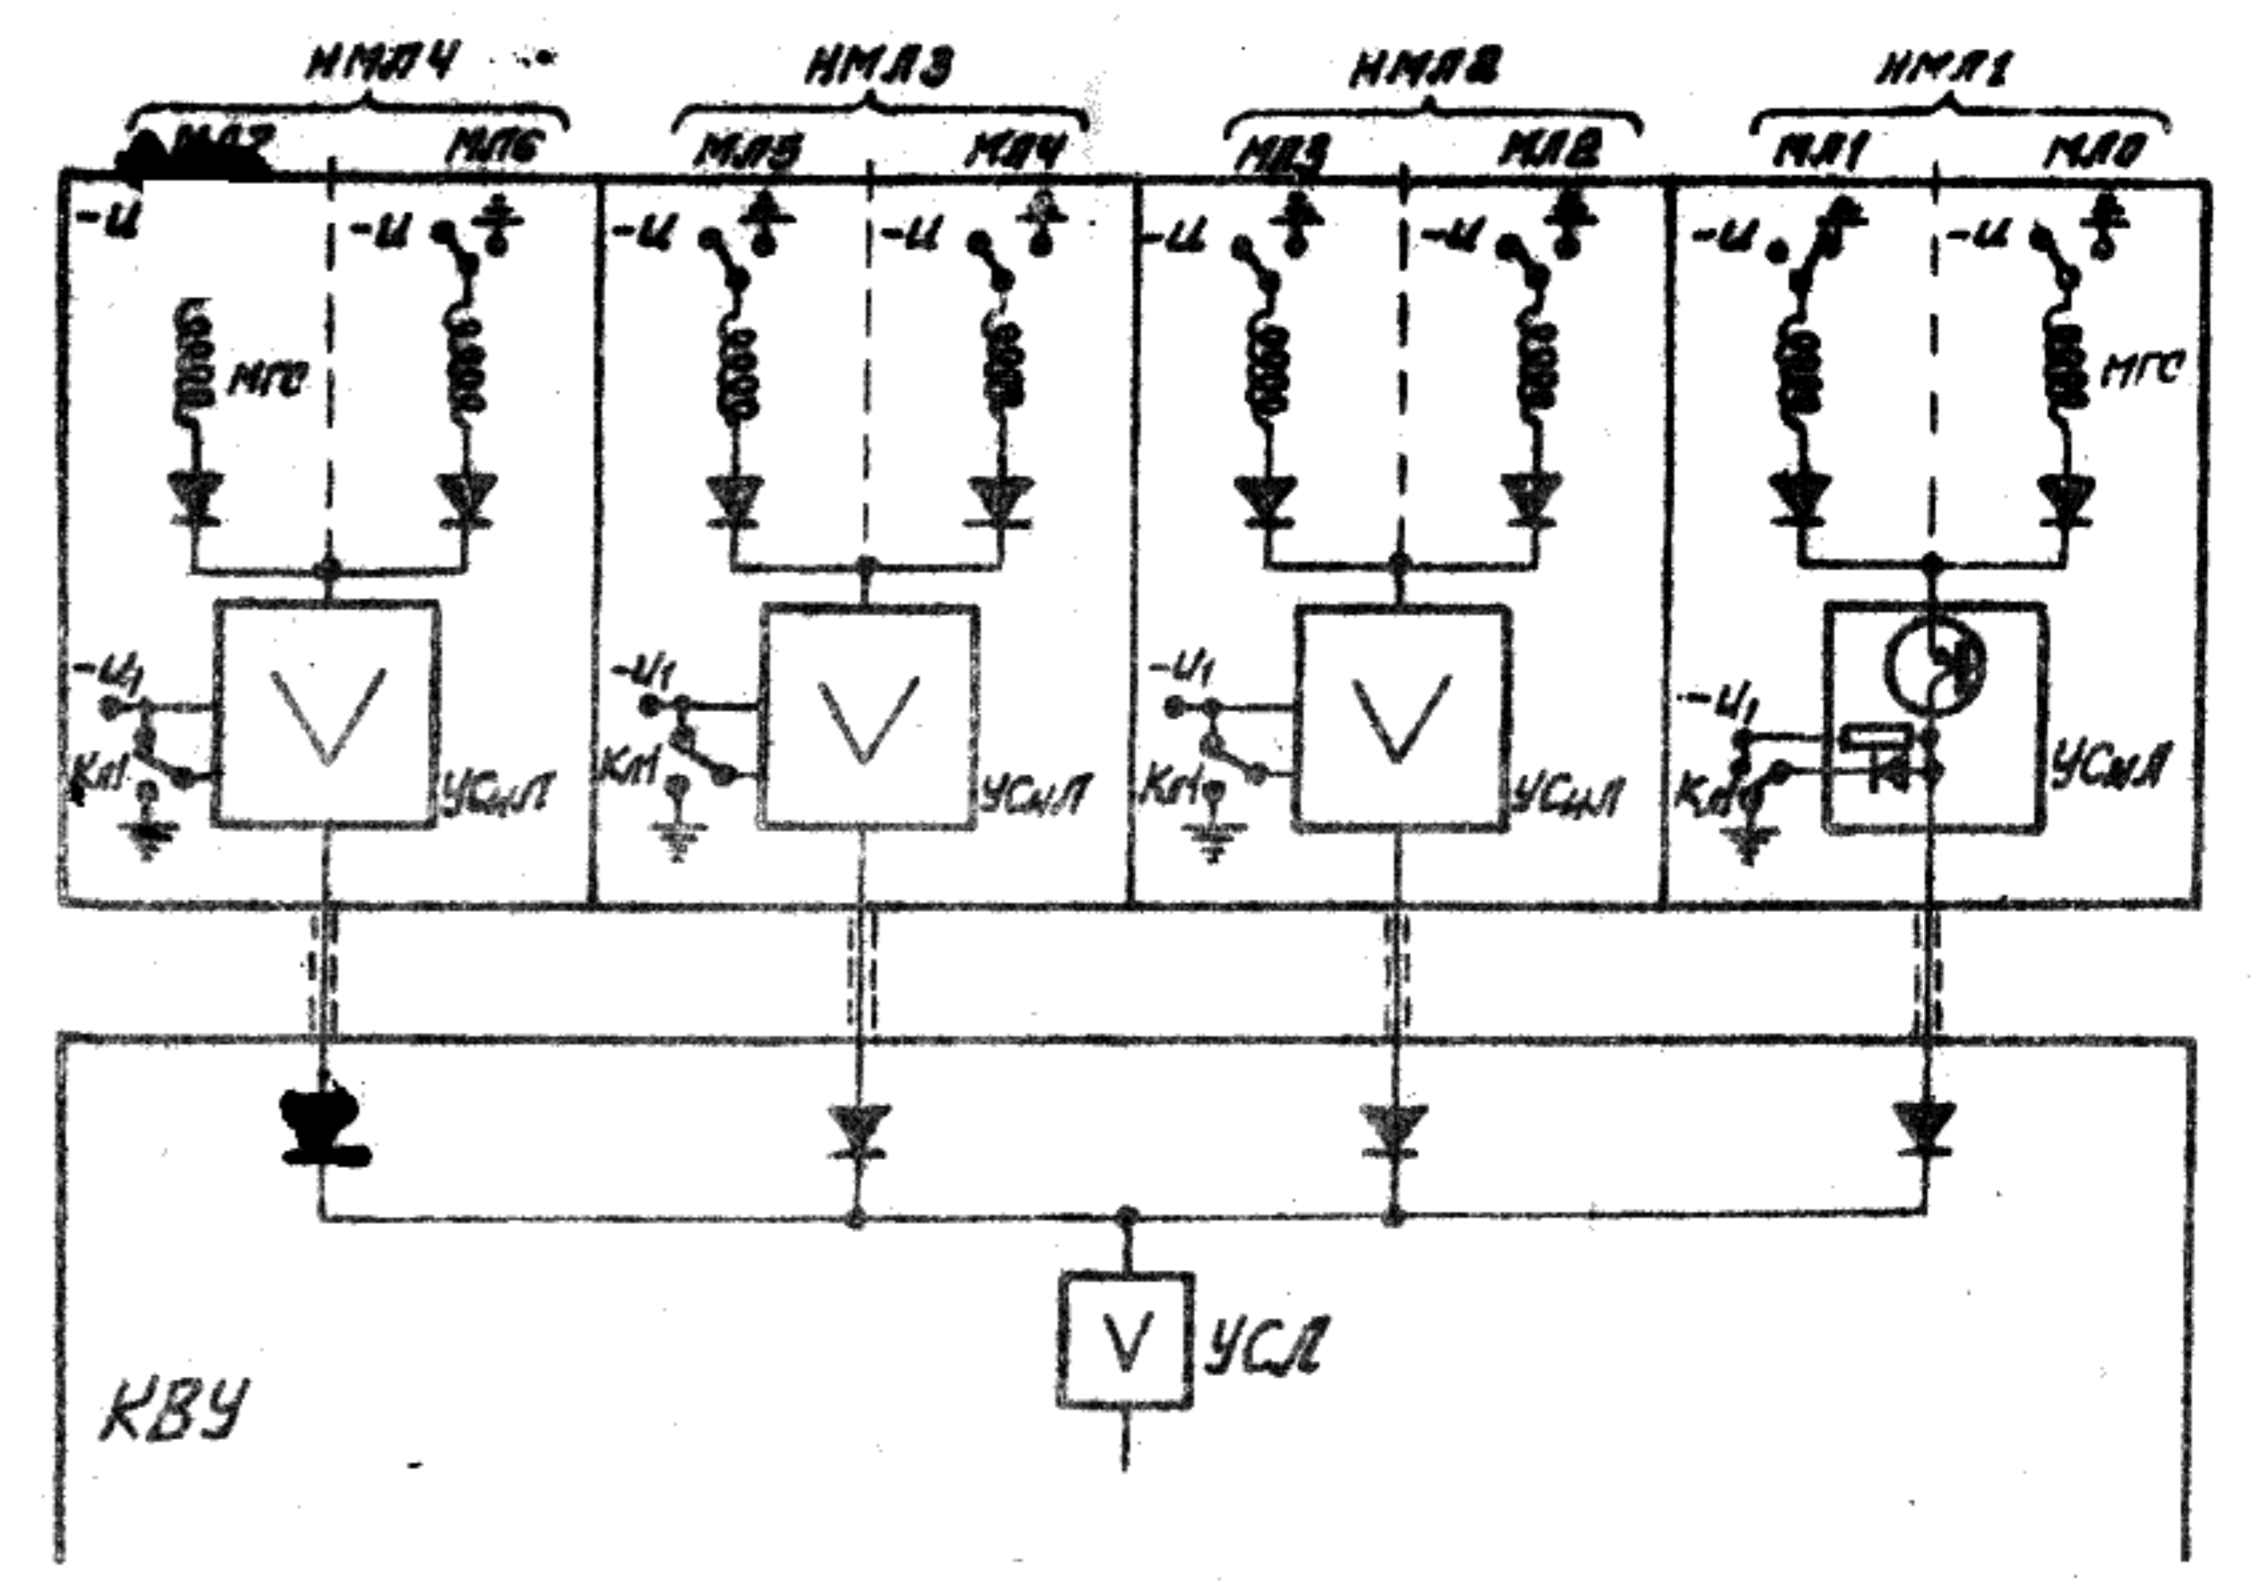 НМЛ4 НМЛ3 НМЛ2 НМЛ1
МЛ7 МЛ6 МЛ5 МЛ4 МЛ3 МЛ2 МЛ1 МЛ0
-U -U -U -U -U -U -U -U
МГС МГС
-U1 -U1 -U1 -U1
Кл1 Кл1 Кл1 Кл1
УСмЛ УСмЛ УСмЛ УСмЛ
V V V
V УСЛ
КВУ